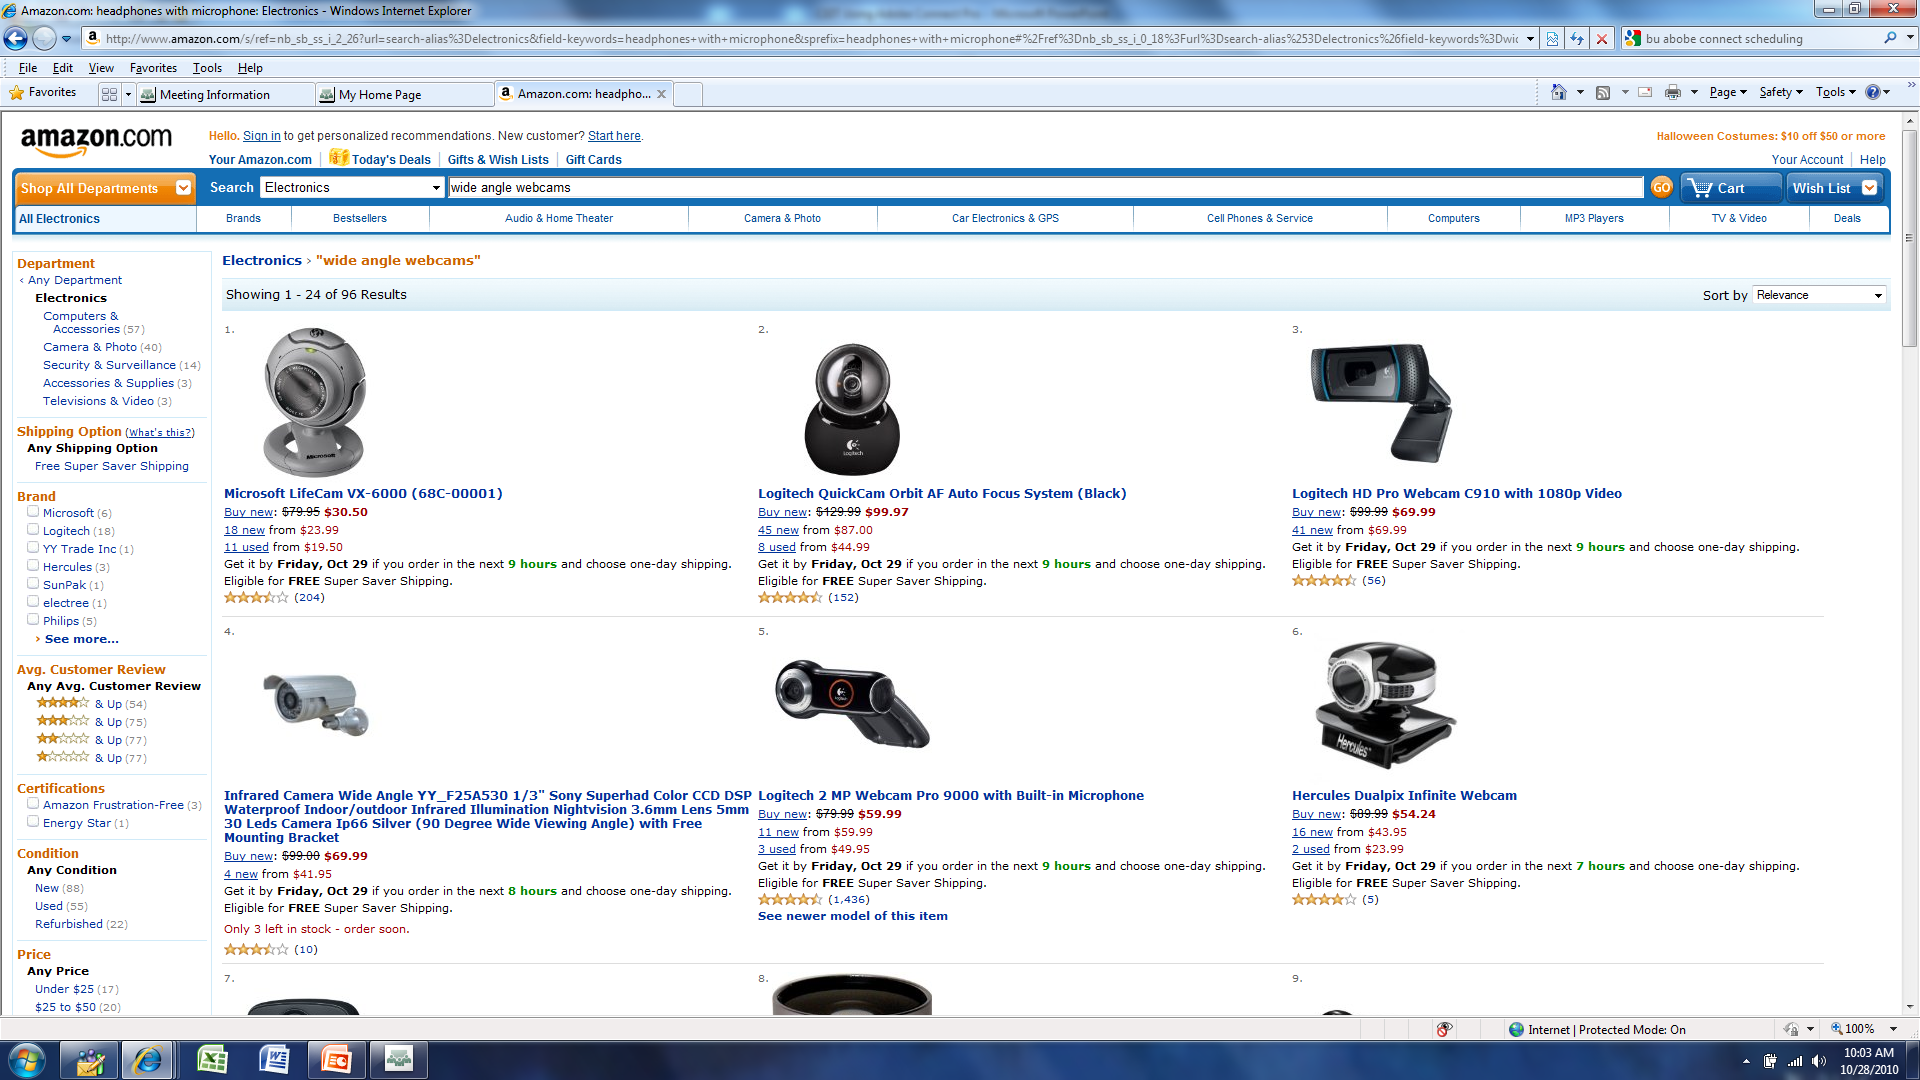 Amazon.com: headphones with microphone: Electronics - Windows Internet Explorer
http://www.amazon.com/s/ref=nb_sb_ss_i_2_26?url=search-alias%3Delectronics&field-keywords=headphones+with+microphone&sprefix=headphones+with+microphone#%2Fref%3Dnb_sb_ss_i_0_18%3Furl%3Dsearch-alias%253Delectronics%26field-keywords%3Dwic
bu abobe connect scheduling
File Edit View Favorites Tools Help
Favorites
Meeting Information
My Home Page
Amazon.com: headpho...
Page Safety Tools
amazon.com
Hello. Sign in to get personalized recommendations. New customer? Start here.
Halloween Costumes: $10 off $50 or more
Your Amazon.com Today's Deals Gifts & Wish Lists Gift Cards
Your Account Help
Shop All Departments
Search Electronics wide angle webcams GO
Cart
Wish List
All Electronics Brands Bestsellers Audio & Home Theater Camera & Photo Car Electronics & GPS Cell Phones & Service Computers MP3 Players TV & Video Deals
Department
‹ Any Department
Electronics
Computers &
Accessories (57)
Camera & Photo (40)
Security & Surveillance (14)
Accessories & Supplies (3)
Televisions & Video (3)
Shipping Option (What's this?)
Any Shipping Option
Free Super Saver Shipping
Brand
Microsoft (6)
Logitech (18)
YY Trade Inc (1)
Hercules (3)
SunPak (1)
electree (1)
Philips (5)
› See more...
Avg. Customer Review
Any Avg. Customer Review
& Up (54)
& Up (75)
& Up (77)
& Up (77)
Certifications
Amazon Frustration-Free (3)
Energy Star (1)
Condition
Any Condition
New (88)
Used (55)
Refurbished (22)
Price
Any Price
Under $25 (17)
$25 to $50 (20)
Electronics › "wide angle webcams"
Showing 1 - 24 of 96 Results
Sort by Relevance
1.
Microsoft
Microsoft LifeCam VX-6000 (68C-00001)
Buy new: $79.95 $30.50
18 new from $23.99
11 used from $19.50
Get it by Friday, Oct 29 if you order in the next 9 hours and choose one-day shipping.
Eligible for FREE Super Saver Shipping.
(204)
2.
Logitech
Logitech QuickCam Orbit AF Auto Focus System (Black)
Buy new: $129.99 $99.97
45 new from $87.00
8 used from $44.99
Get it by Friday, Oct 29 if you order in the next 9 hours and choose one-day shipping.
Eligible for FREE Super Saver Shipping.
(152)
3.
Logitech HD Pro Webcam C910 with 1080p Video
Buy new: $99.99 $69.99
41 new from $69.99
Get it by Friday, Oct 29 if you order in the next 9 hours and choose one-day shipping.
Eligible for FREE Super Saver Shipping.
(56)
4.
Infrared Camera Wide Angle YY_F25A530 1/3" Sony Superhad Color CCD DSP
Waterproof Indoor/outdoor Infrared Illumination Nightvision 3.6mm Lens 5mm
30 Leds Camera Ip66 Silver (90 Degree Wide Viewing Angle) with Free
Mounting Bracket
Buy new: $99.00 $69.99
4 new from $41.95
Get it by Friday, Oct 29 if you order in the next 8 hours and choose one-day shipping.
Eligible for FREE Super Saver Shipping.
Only 3 left in stock - order soon.
(10)
5.
Logitech 2 MP Webcam Pro 9000 with Built-in Microphone
Buy new: $79.99 $59.99
11 new from $59.99
3 used from $49.95
Get it by Friday, Oct 29 if you order in the next 9 hours and choose one-day shipping.
Eligible for FREE Super Saver Shipping.
(1,436)
See newer model of this item
6.
Hercules
Hercules Dualpix Infinite Webcam
Buy new: $89.99 $54.24
16 new from $43.95
2 used from $23.99
Get it by Friday, Oct 29 if you order in the next 7 hours and choose one-day shipping.
Eligible for FREE Super Saver Shipping.
(5)
7.
8.
9.
Internet | Protected Mode: On
100%
10:03 AM
10/28/2010